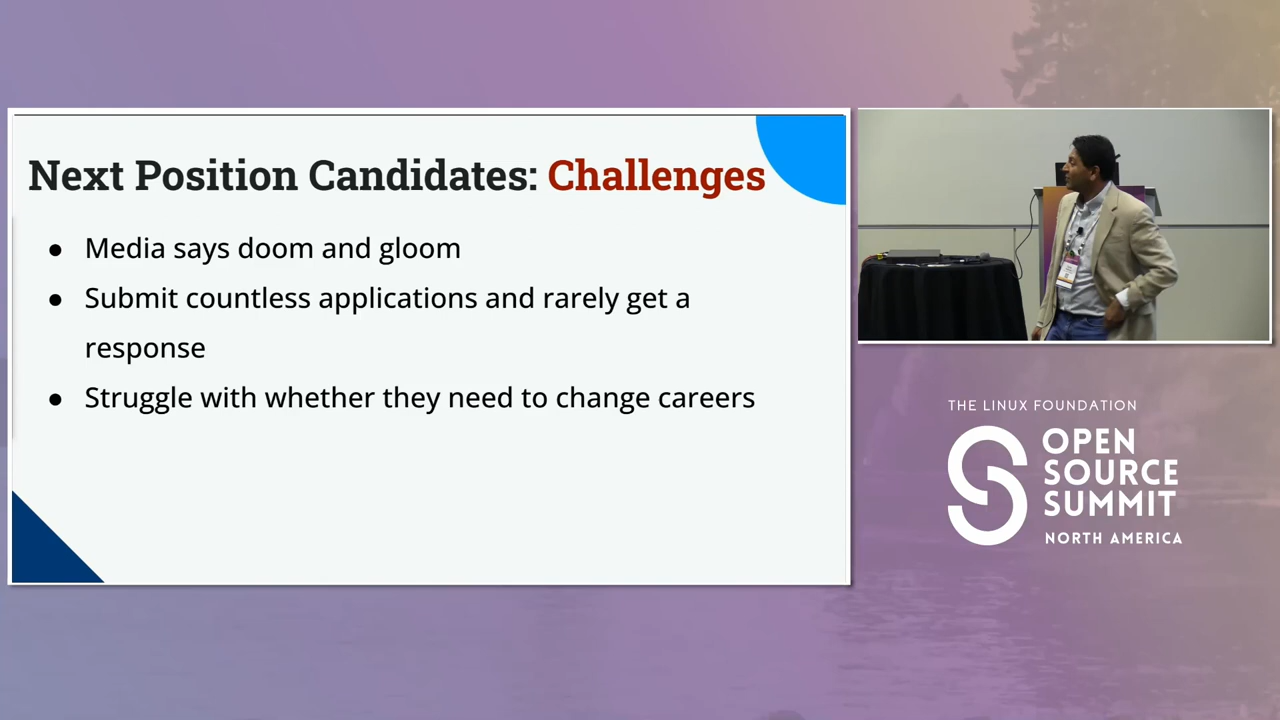 Next Position Candidates: Challenges
● Media says doom and gloom
● Submit countless applications and rarely get a
response
● Struggle with whether they need to change careers
THE LINUX FOUNDATION
OPEN
SOURCE
SUMMIT
NORTH AMERICA